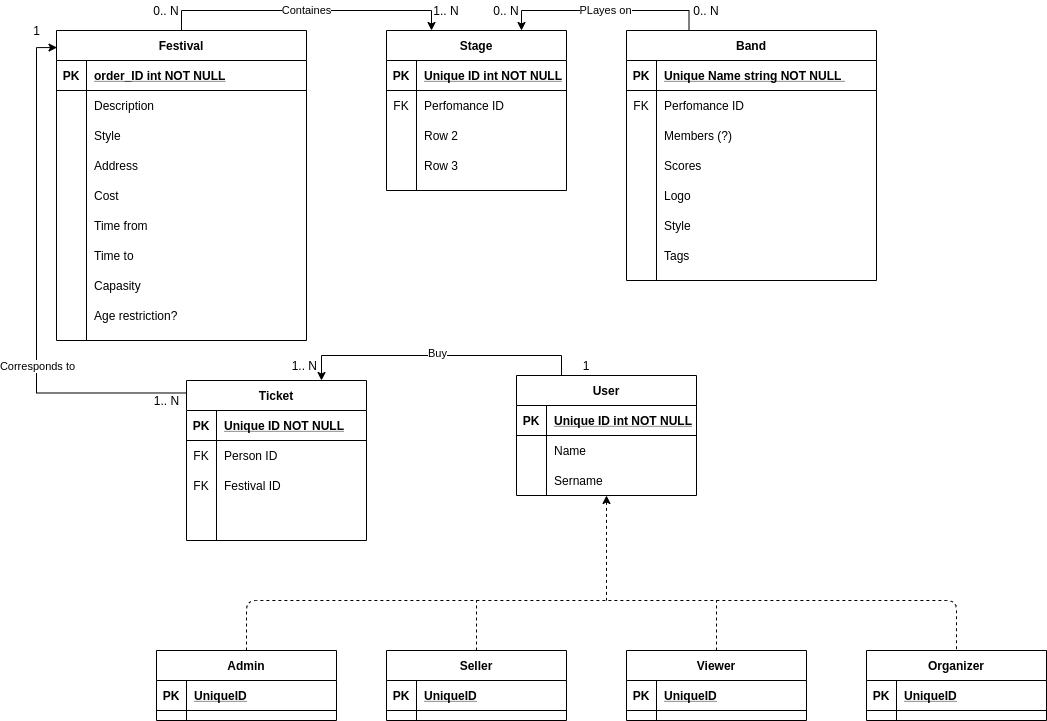 0.. N Containes 1.. N 0.. N PLayes on 0.. N
1
Festival
PK order_ID int NOT NULL
Description
Style
Address
Cost
Time from
Time to
Capasity
Age restriction?
Stage
PK Unique ID int NOT NULL
FK Perfomance ID
Row 2
Row 3
Band
PK Unique Name string NOT NULL
FK Perfomance ID
Members (?)
Scores
Logo
Style
Tags
Corresponds to
1.. N
1.. N Buy 1
Ticket
PK Unique ID NOT NULL
FK Person ID
FK Festival ID
User
PK Unique ID int NOT NULL
Name
Sername
Admin
PK UniqueID
Seller
PK UniqueID
Viewer
PK UniqueID
Organizer
PK UniqueID